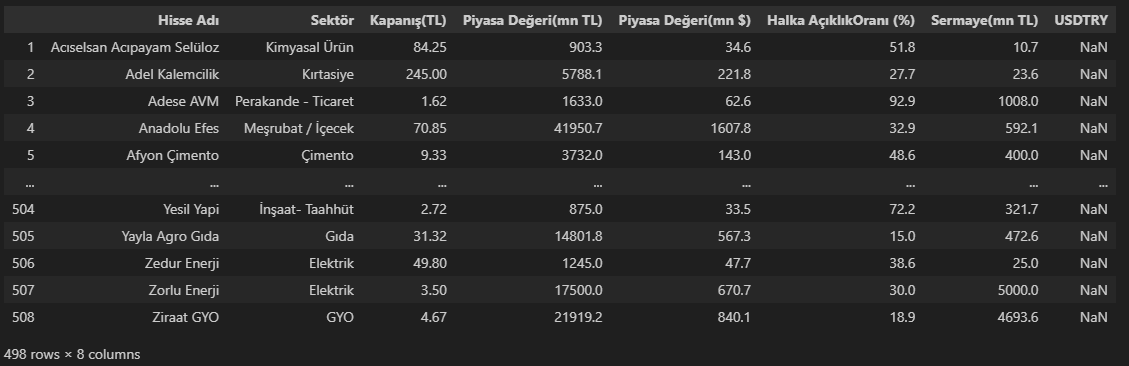 Hisse Adı Sektör Kapanış(TL) Piyasa Değeri(mn TL) Piyasa Değeri(mn $) Halka AçıklıkOranı (%) Sermaye(mn TL) USDTRY
1 Acıselsan Acıpayam Selüloz Kimyasal Ürün 84.25 903.3 34.6 51.8 10.7 NaN
2 Adel Kalemcilik Kırtasiye 245.00 5788.1 221.8 27.7 23.6 NaN
3 Adese AVM Perakande - Ticaret 1.62 1633.0 62.6 92.9 1008.0 NaN
4 Anadolu Efes Meşrubat / İçecek 70.85 41950.7 1607.8 32.9 592.1 NaN
5 Afyon Çimento Çimento 9.33 3732.0 143.0 48.6 400.0 NaN
... ... ... ... ... ... ... ... ...
504 Yesil Yapi İnşaat- Taahhüt 2.72 875.0 33.5 72.2 321.7 NaN
505 Yayla Agro Gıda Gıda 31.32 14801.8 567.3 15.0 472.6 NaN
506 Zedur Enerji Elektrik 49.80 1245.0 47.7 38.6 25.0 NaN
507 Zorlu Enerji Elektrik 3.50 17500.0 670.7 30.0 5000.0 NaN
508 Ziraat GYO GYO 4.67 21919.2 840.1 18.9 4693.6 NaN
498 rows × 8 columns